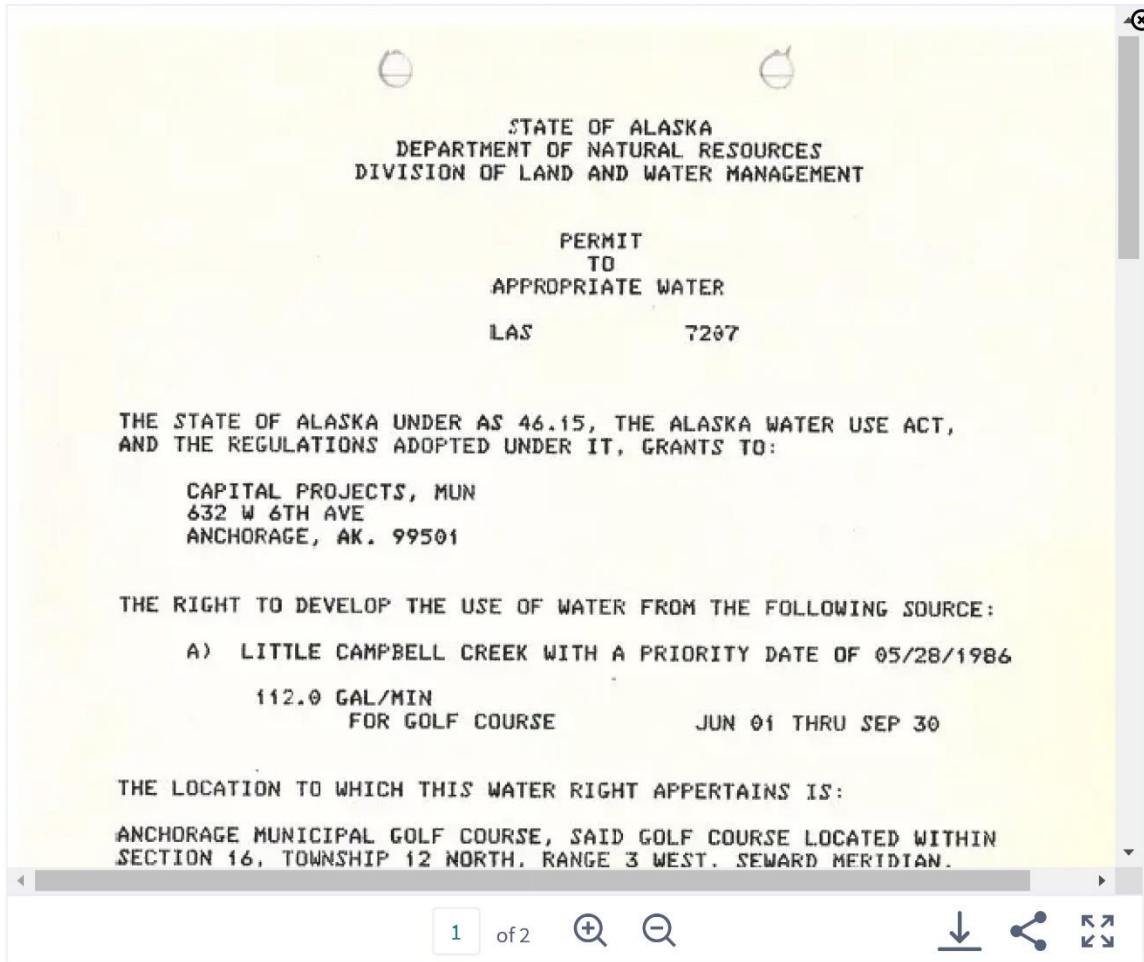 STATE OF ALASKA
DEPARTMENT OF NATURAL RESOURCES
DIVISION OF LAND AND WATER MANAGEMENT
PERMIT
TO
APPROPRIATE WATER
LAS 7207
THE STATE OF ALASKA UNDER AS 46.15, THE ALASKA WATER USE ACT,
AND THE REGULATIONS ADOPTED UNDER IT, GRANTS TO:
CAPITAL PROJECTS, MUN
632 W 6TH AVE
ANCHORAGE, AK. 99501
THE RIGHT TO DEVELOP THE USE OF WATER FROM THE FOLLOWING SOURCE:
A) LITTLE CAMPBELL CREEK WITH A PRIORITY DATE OF 05/28/1986
112.0 GAL/MIN
FOR GOLF COURSE JUN 01 THRU SEP 30
THE LOCATION TO WHICH THIS WATER RIGHT APPERTAINS IS:
ANCHORAGE MUNICIPAL GOLF COURSE, SAID GOLF COURSE LOCATED WITHIN
SECTION 16, TOWNSHIP 12 NORTH, RANGE 3 WEST, SEWARD MERIDIAN.
1 of 2